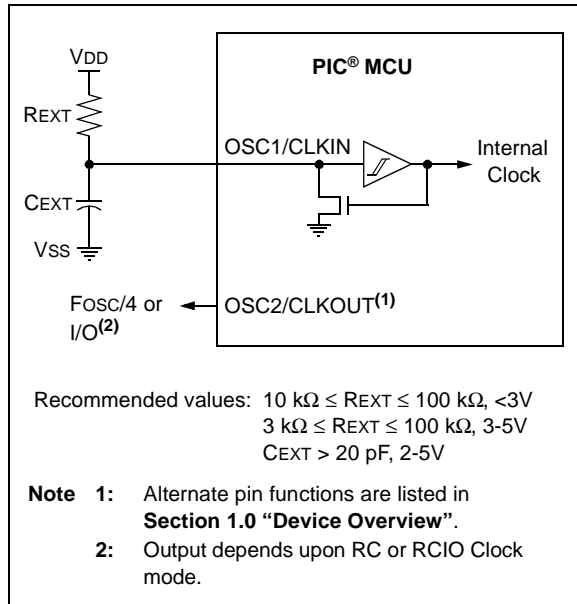 VDD
PIC® MCU
REXT
OSC1/CLKIN
Internal
Clock
CEXT
VSS
FOSC/4 or
I/O(2)
OSC2/CLKOUT(1)
Recommended values: 10 kΩ ≤ REXT ≤ 100 kΩ, <3V
3 kΩ ≤ REXT ≤ 100 kΩ, 3-5V
CEXT > 20 pF, 2-5V
Note 1: Alternate pin functions are listed in
Section 1.0 “Device Overview”.
2: Output depends upon RC or RCIO Clock
mode.